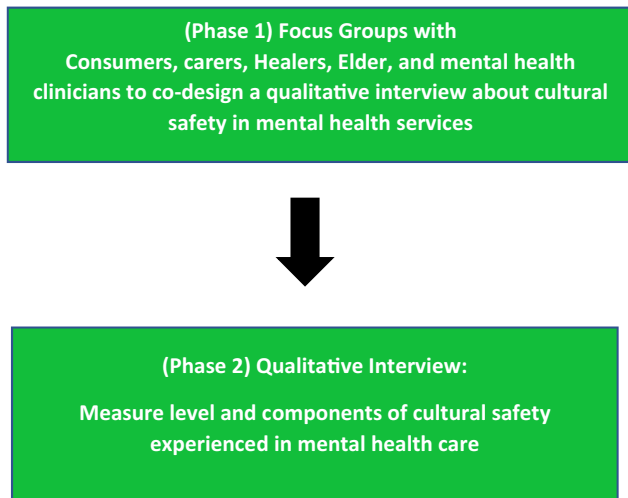 (Phase 1) Focus Groups with
Consumers, carers, Healers, Elder, and mental health
clinicians to co-design a qualitative interview about cultural
safety in mental health services
(Phase 2) Qualitative Interview:
Measure level and components of cultural safety
experienced in mental health care